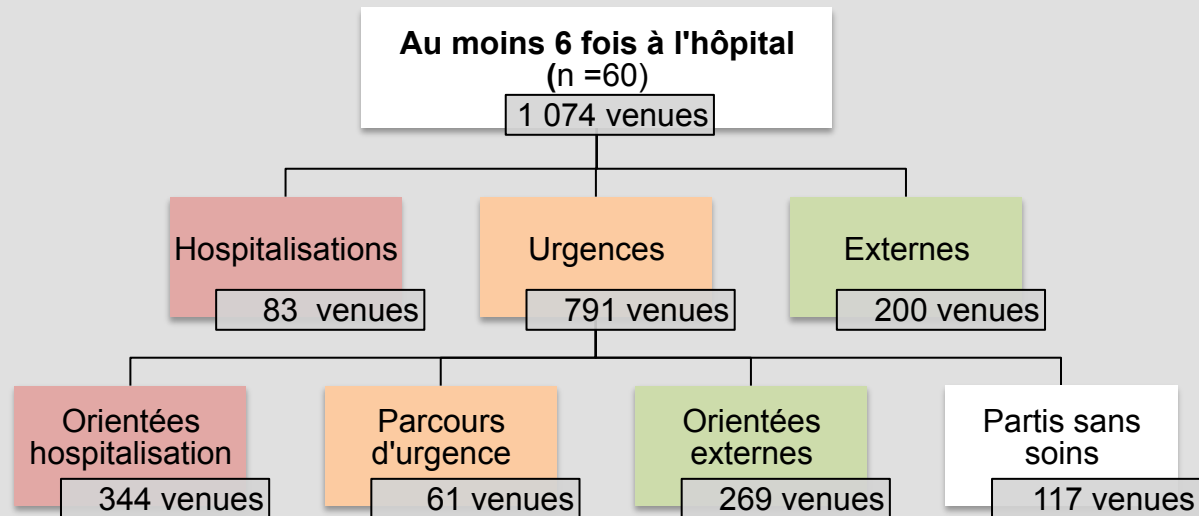 Au moins 6 fois à l'hôpital
(n =60)
1 074 venues
Hospitalisations
83 venues
Urgences
791 venues
Externes
200 venues
Orientées
hospitalisation
344 venues
Parcours
d'urgence
61 venues
Orientées
externes
269 venues
Partis sans
soins
117 venues